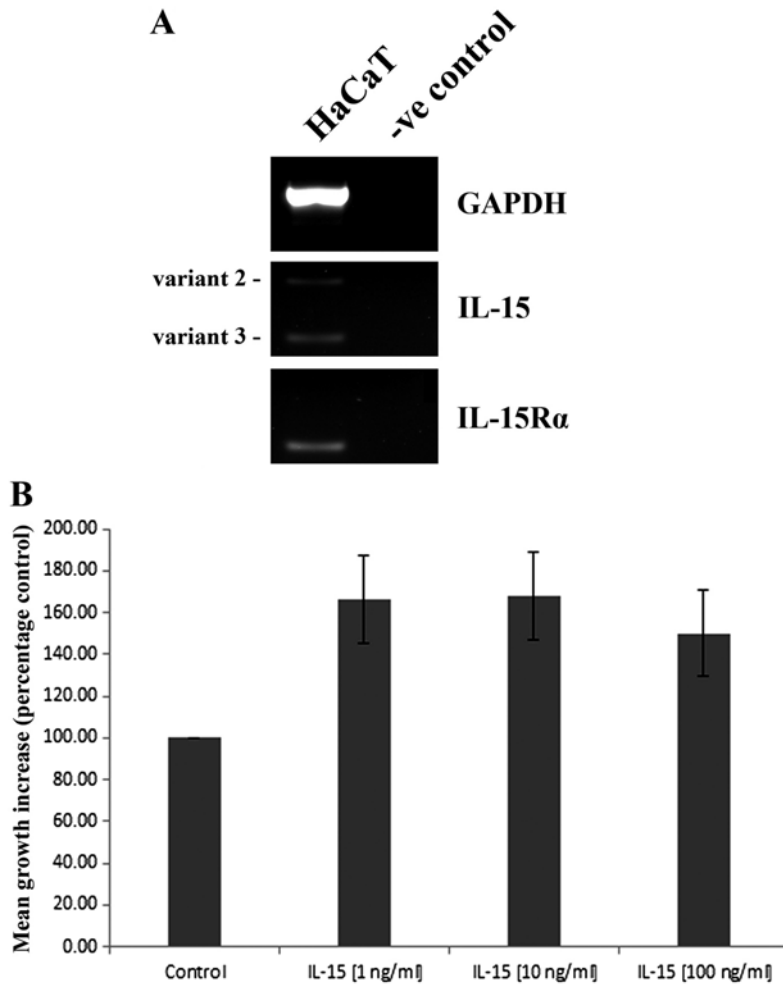 A
HaCaT
-ve control
GAPDH
variant 2 -
IL-15
variant 3 -
IL-15Rα
B
Mean growth increase (percentage control)
200.00
180.00
160.00
140.00
120.00
100.00
80.00
60.00
40.00
20.00
0.00
Control
IL-15 [1 ng/ml]
IL-15 [10 ng/ml]
IL-15 [100 ng/ml]